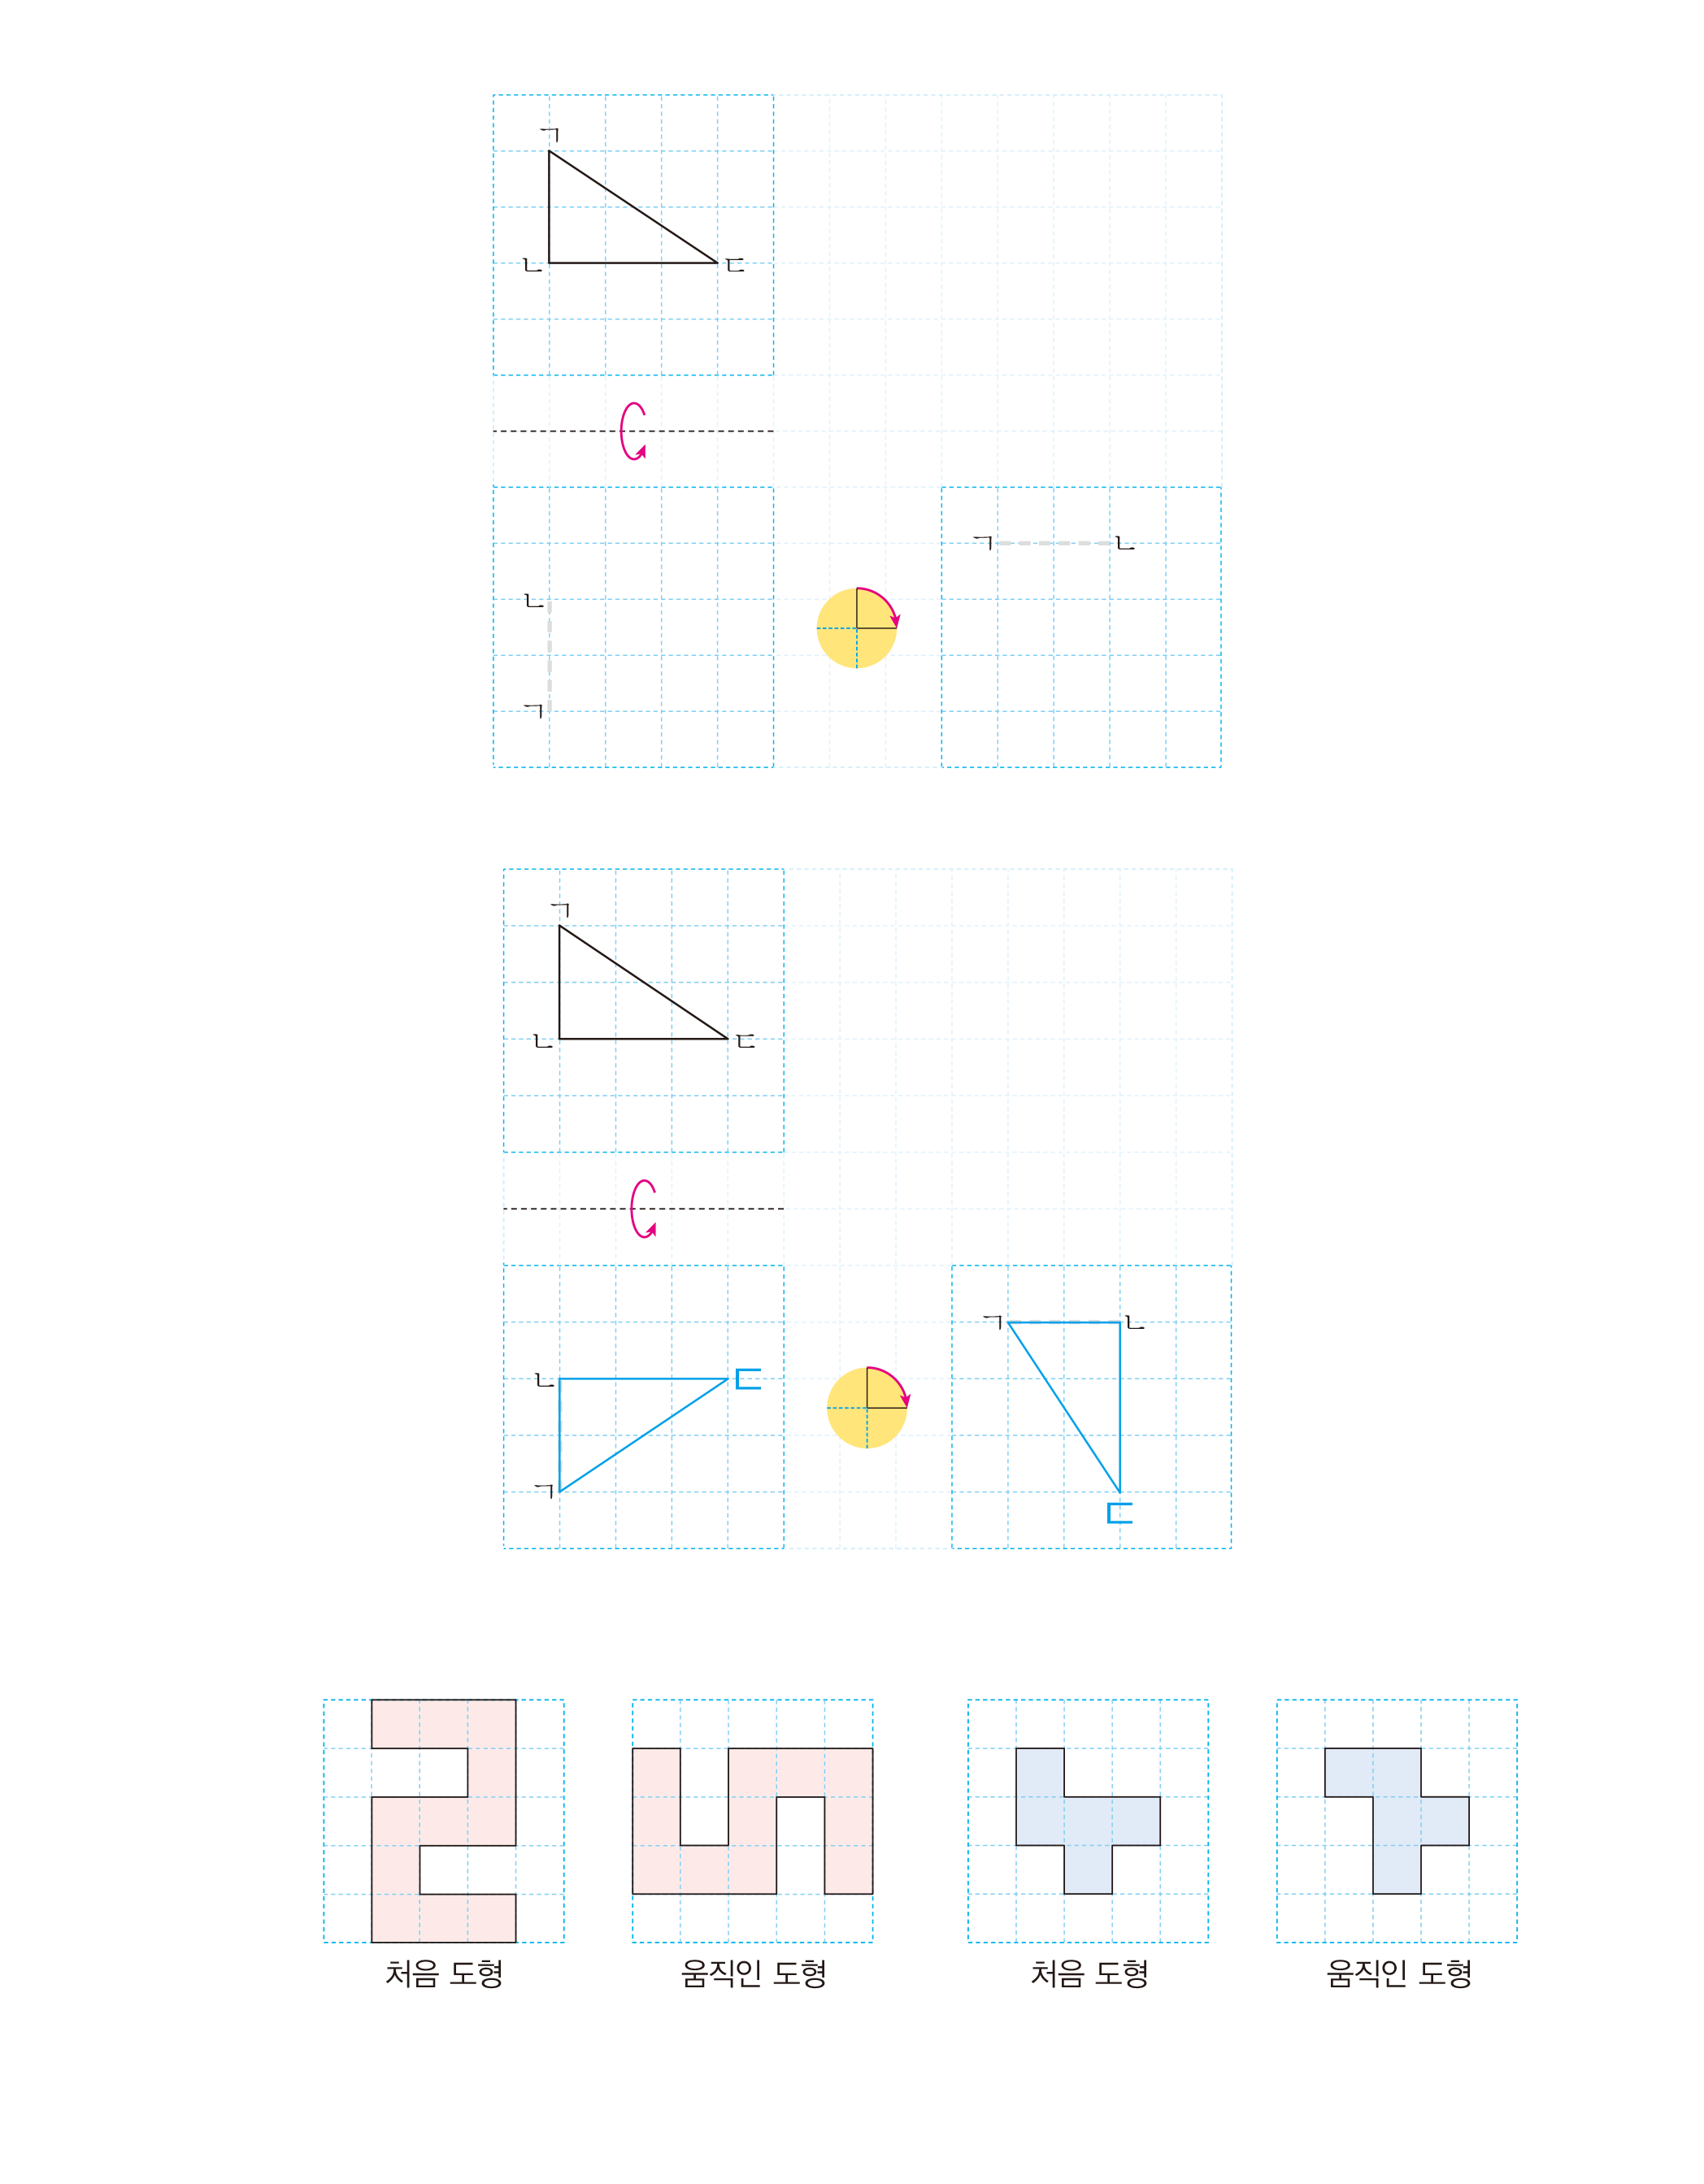 ㄱ
ㄴ ㄷ
ㄱ ㄴ
ㄴ
ㄱ
ㄱ
ㄴ ㄷ
ㄱ ㄴ
ㄴ ㄷ
ㄱ
ㄷ
처음 도형 움직인 도형 처음 도형 움직인 도형